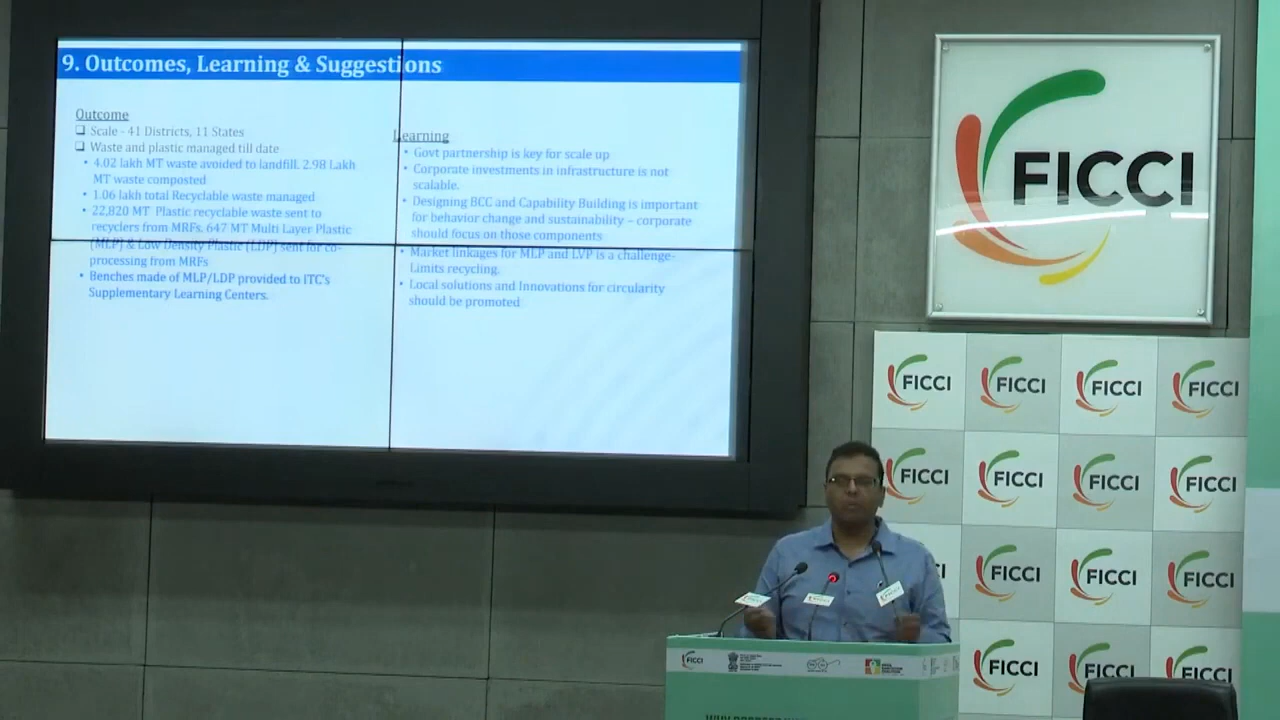 9. Outcomes, Learning & Suggestions
Outcome
Scale - 41 Districts, 11 States
Waste and plastic managed till date
• 4.02 lakh MT waste avoided to landfill. 2.98 Lakh
MT waste composted
• 1.06 lakh total Recyclable waste managed
• 22,820 MT Plastic recyclable waste sent to
recyclers from MRFs. 647 MT Multi Layer Plastic
(MLP) & Low Density Plastic (LDP) sent for co-
processing from MRFs
• Benches made of MLP/LDP provided to ITC's
Supplementary Learning Centers.
Learning
• Govt partnership is key for scale up
• Corporate investments in infrastructure is not
scalable.
• Designing BCC and Capability Building is important
for behavior change and sustainability – corporate
should focus on those components
• Market linkages for MLP and LVP is a challenge-
Limits recycling.
• Local solutions and Innovations for circularity
should be promoted
FICCI
FICCI FICCI FICCI FICCI
FICCI FICCI FICCI FICCI
FICCI FICCI FICCI
FICCI FICCI FICCI
FICCI